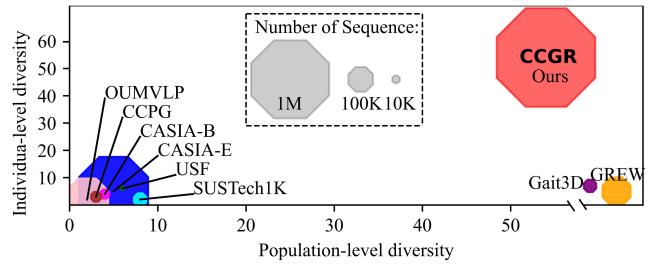 Number of Sequence:
1M
100K
10K
CCGR
Ours
OUMVLP
CCPG
CASIA-B
CASIA-E
USF
SUSTech1K
Gait3D
GREW
Individua-level diversity
60
50
40
30
20
10
0
10
20
30
40
50
Population-level diversity